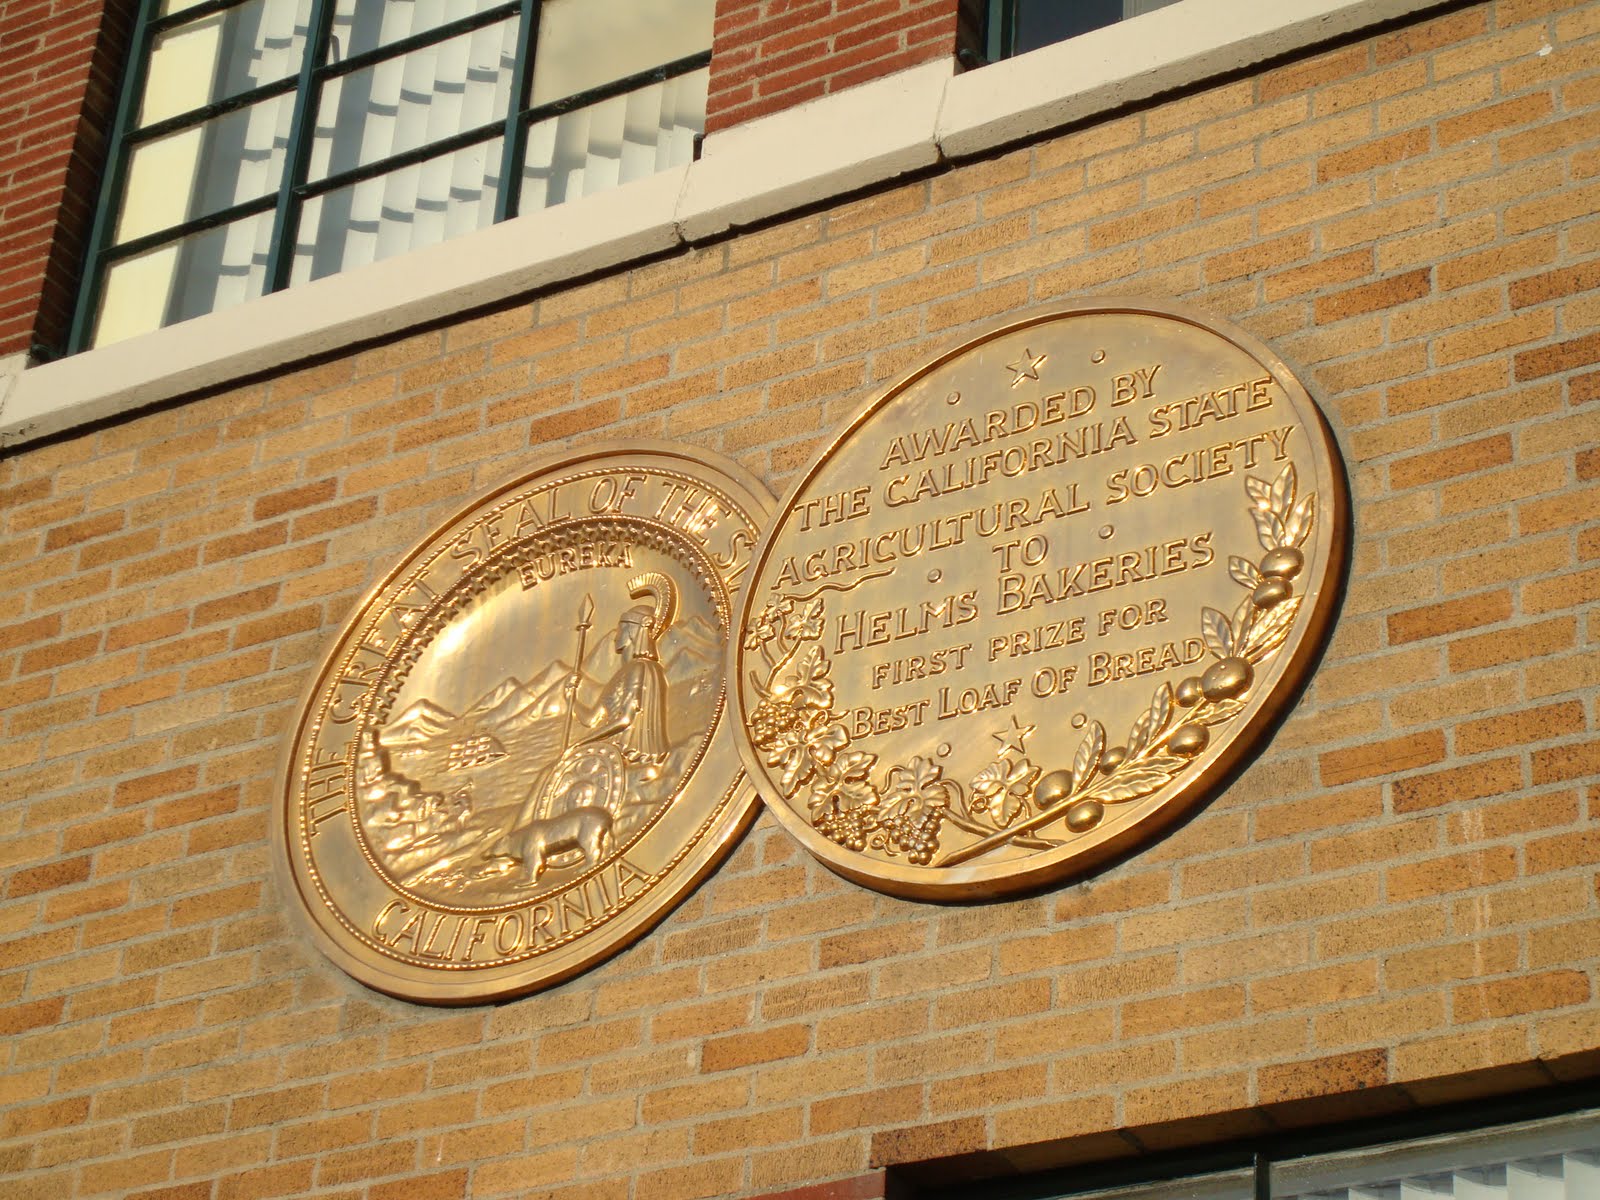 THE GREAT SEAL OF THE
EUREKA
CALIFORNIA
AWARDED BY
THE CALIFORNIA STATE
AGRICULTURAL SOCIETY
TO
HELMS BAKERIES
FIRST PRIZE FOR
BEST LOAF OF BREAD